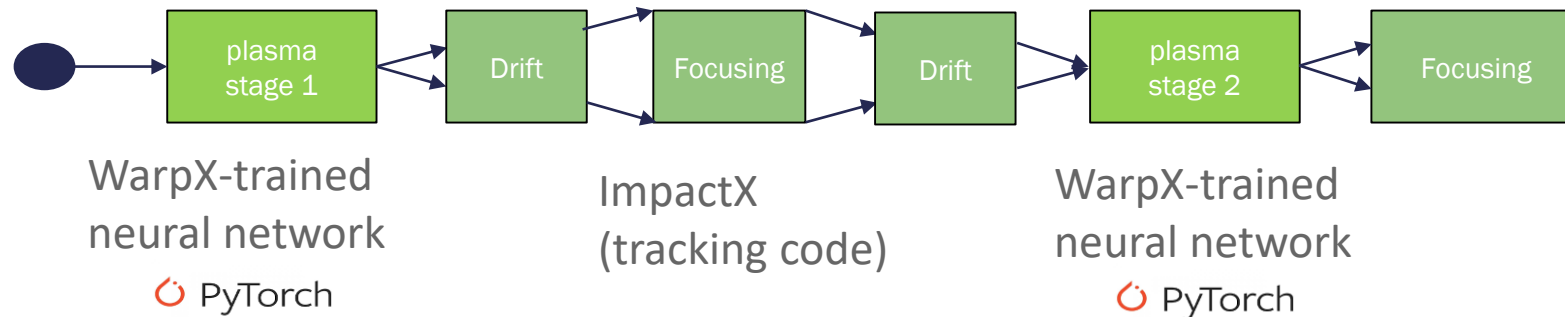 plasma
stage 1
Drift
Focusing
Drift
plasma
stage 2
Focusing
WarpX-trained
neural network
PyTorch
ImpactX
(tracking code)
WarpX-trained
neural network
PyTorch